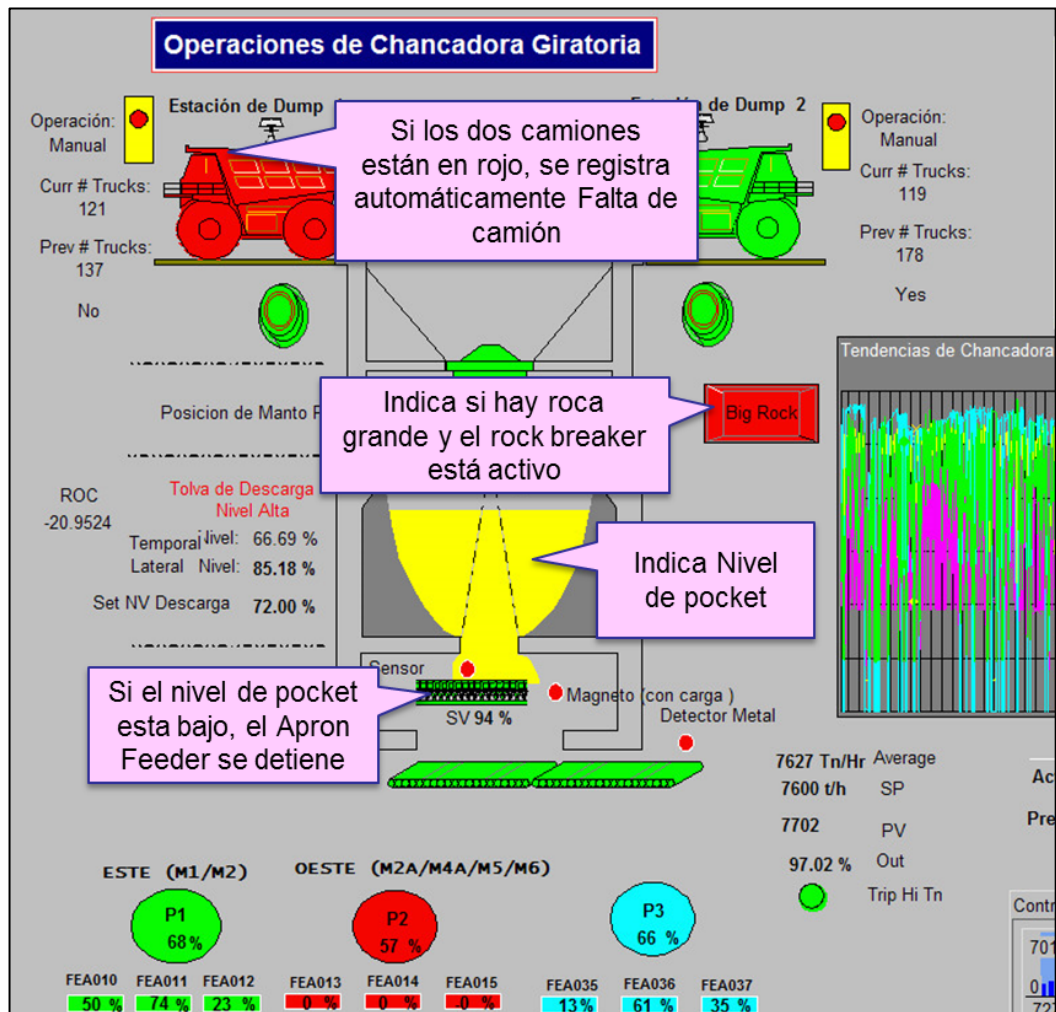 Operaciones de Chancadora Giratoria
Estación de Dump
de Dump 2
Operación:
Manual
Curr # Trucks:
121
Prev # Trucks:
137
No
Si los dos camiones
están en rojo, se registra
automáticamente Falta de
camión
Operación:
Manual
Curr # Trucks:
119
Prev # Trucks:
178
Yes
Tendencias de Chancadora
Posicion de Manto
Indica si hay roca
grande y el rock breaker
está activo
Big Rock
ROC
-20.9524
Tolva de Descarga
Nivel Alta
Temporal Nivel: 66.69 %
Lateral Nivel: 85.18 %
Set NV Descarga 72.00 %
Indica Nivel
de pocket
Sensor
Si el nivel de pocket
esta bajo, el Apron
Feeder se detiene
Magneto (con carga )
SV 94 %
Detector Metal
7627 Tn/Hr Average
7600 t/h SP
7702 PV
97.02 % Out
Trip Hi Tn
Ac
Pre
ESTE (M1/M2) OESTE (M2A/M4A/M5/M6)
P1
68 %
P2
57 %
P3
66 %
Contr
701
0
727
FEA010 FEA011 FEA012 FEA013 FEA014 FEA015 FEA035 FEA036 FEA037
50 % 74 % 23 % 0 % 0 % -0 % 13 % 61 % 35 %